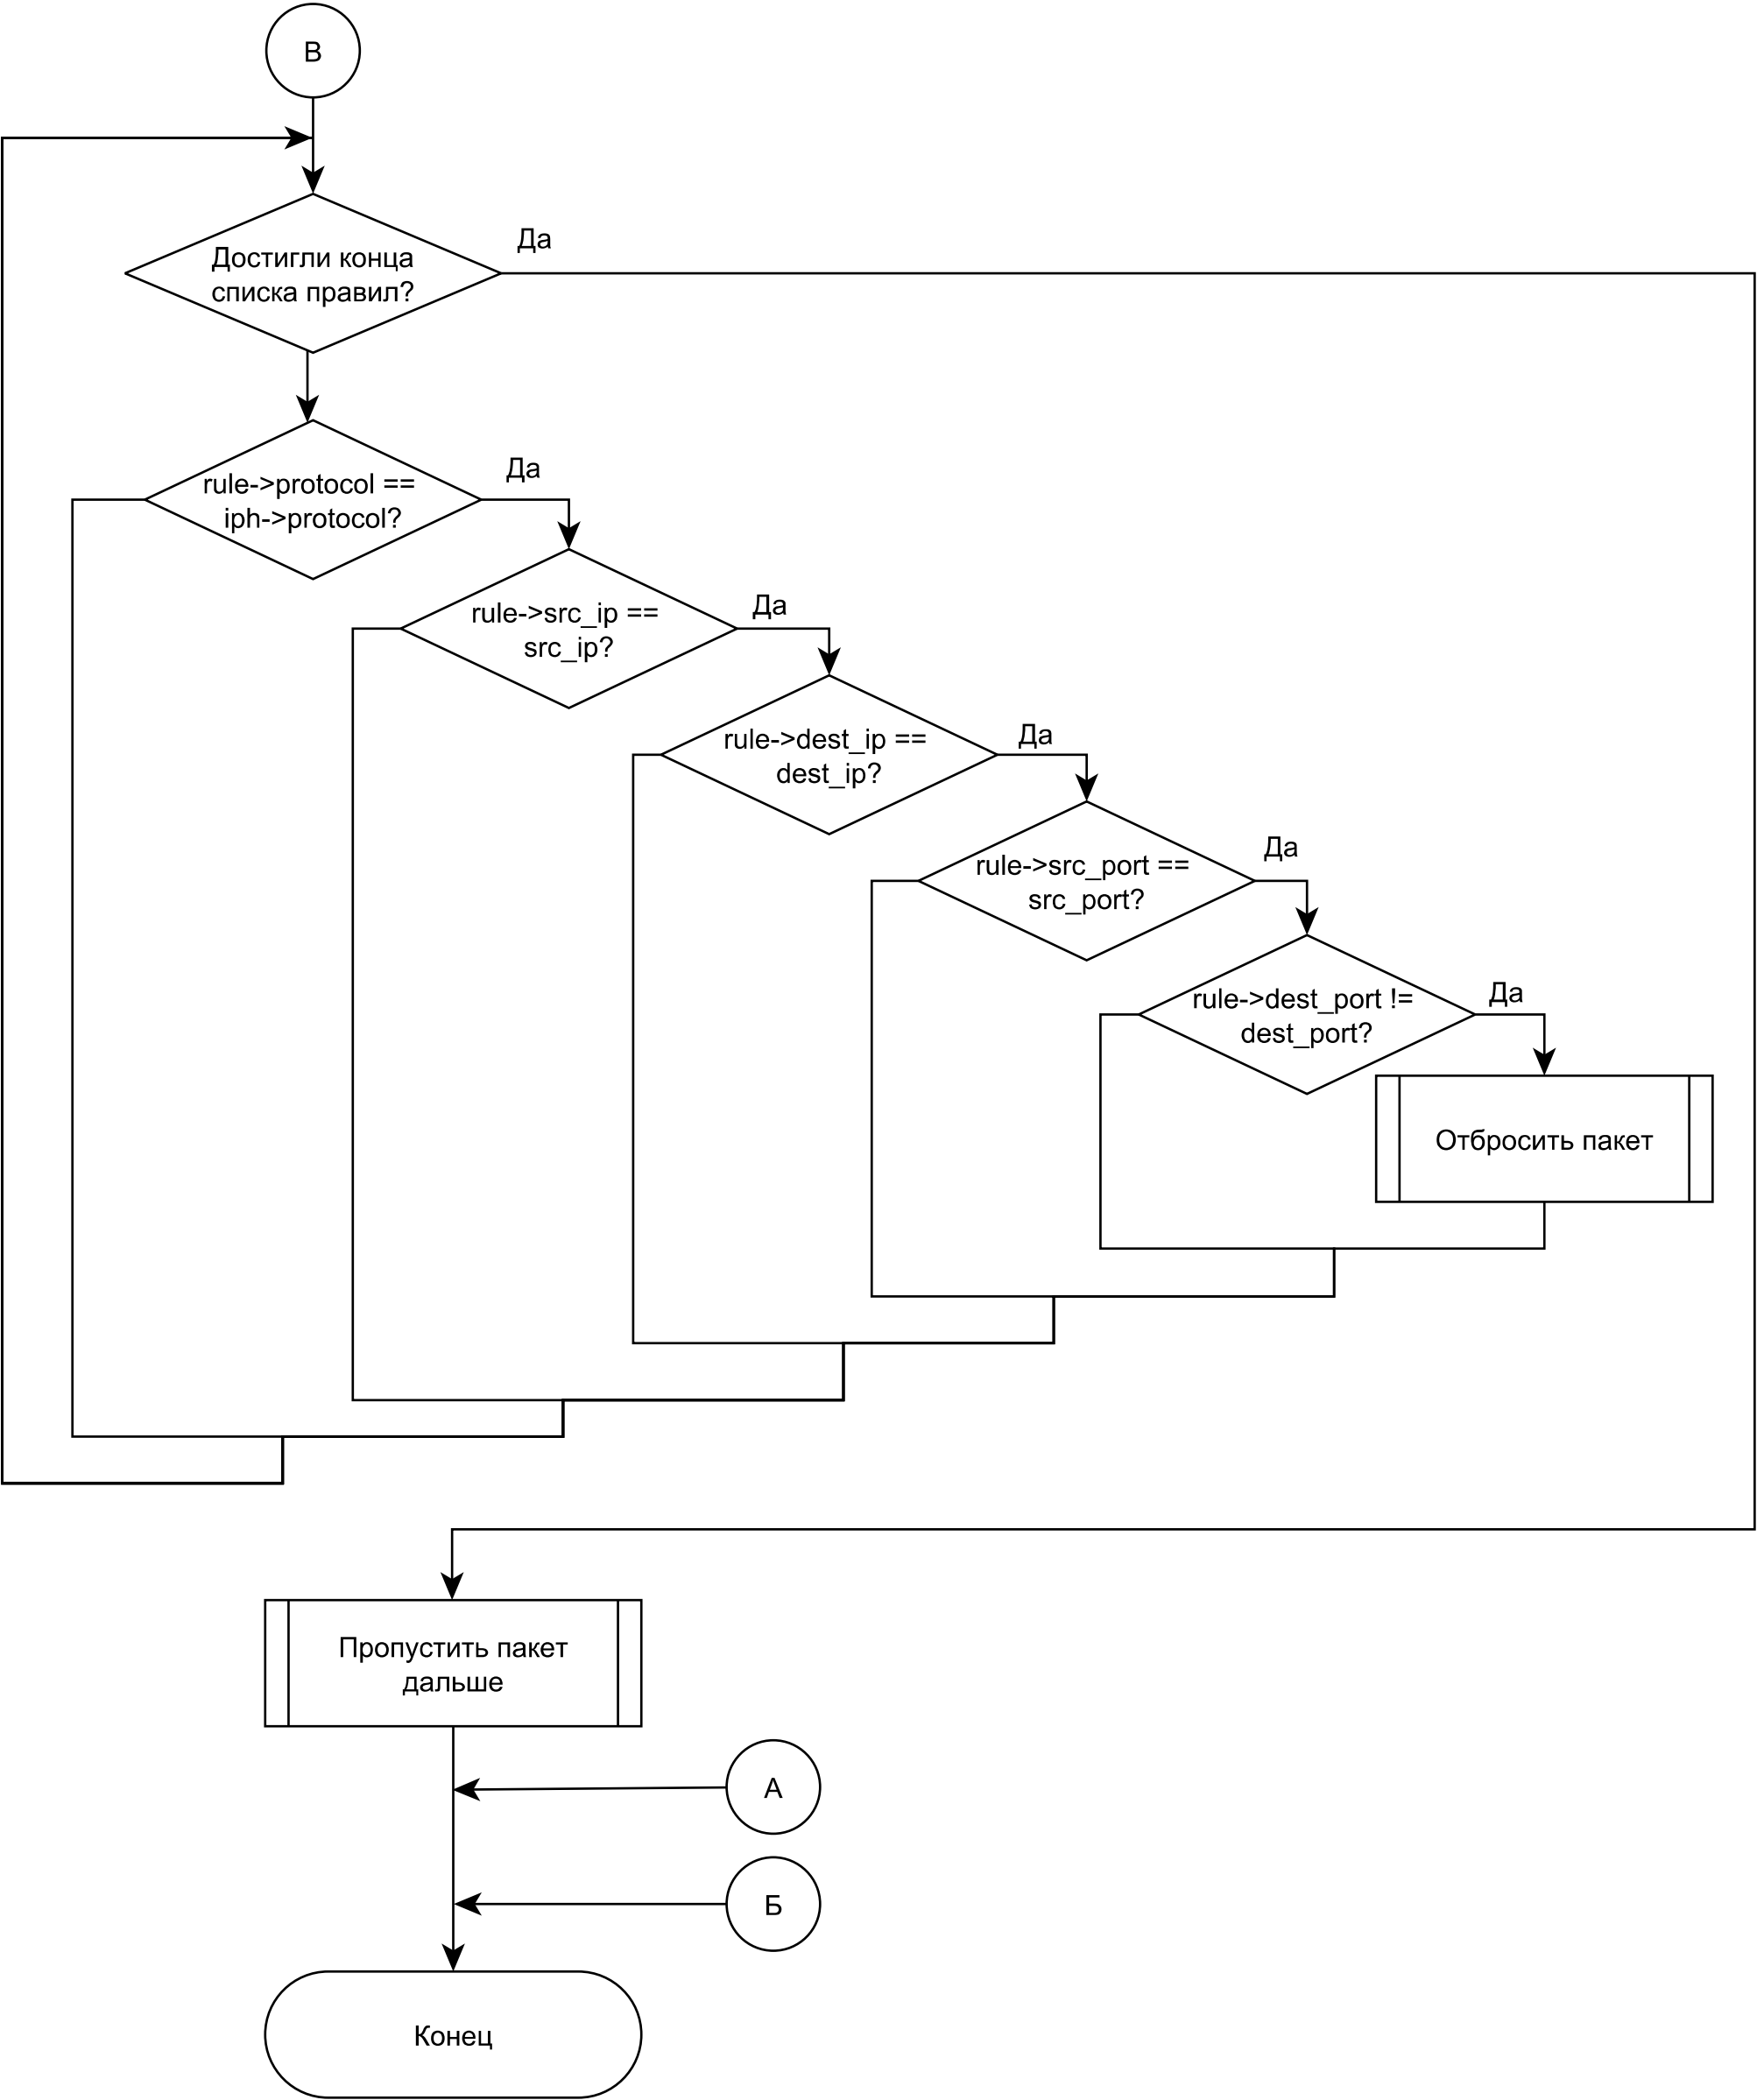 В
Да
Достигли конца
списка правил?
Да
rule->protocol ==
iph->protocol?
Да
rule->src_ip ==
src_ip?
Да
rule->dest_ip ==
dest_ip?
Да
rule->src_port ==
src_port?
Да
rule->dest_port !=
dest_port?
Отбросить пакет
Пропустить пакет
дальше
А
Б
Конец